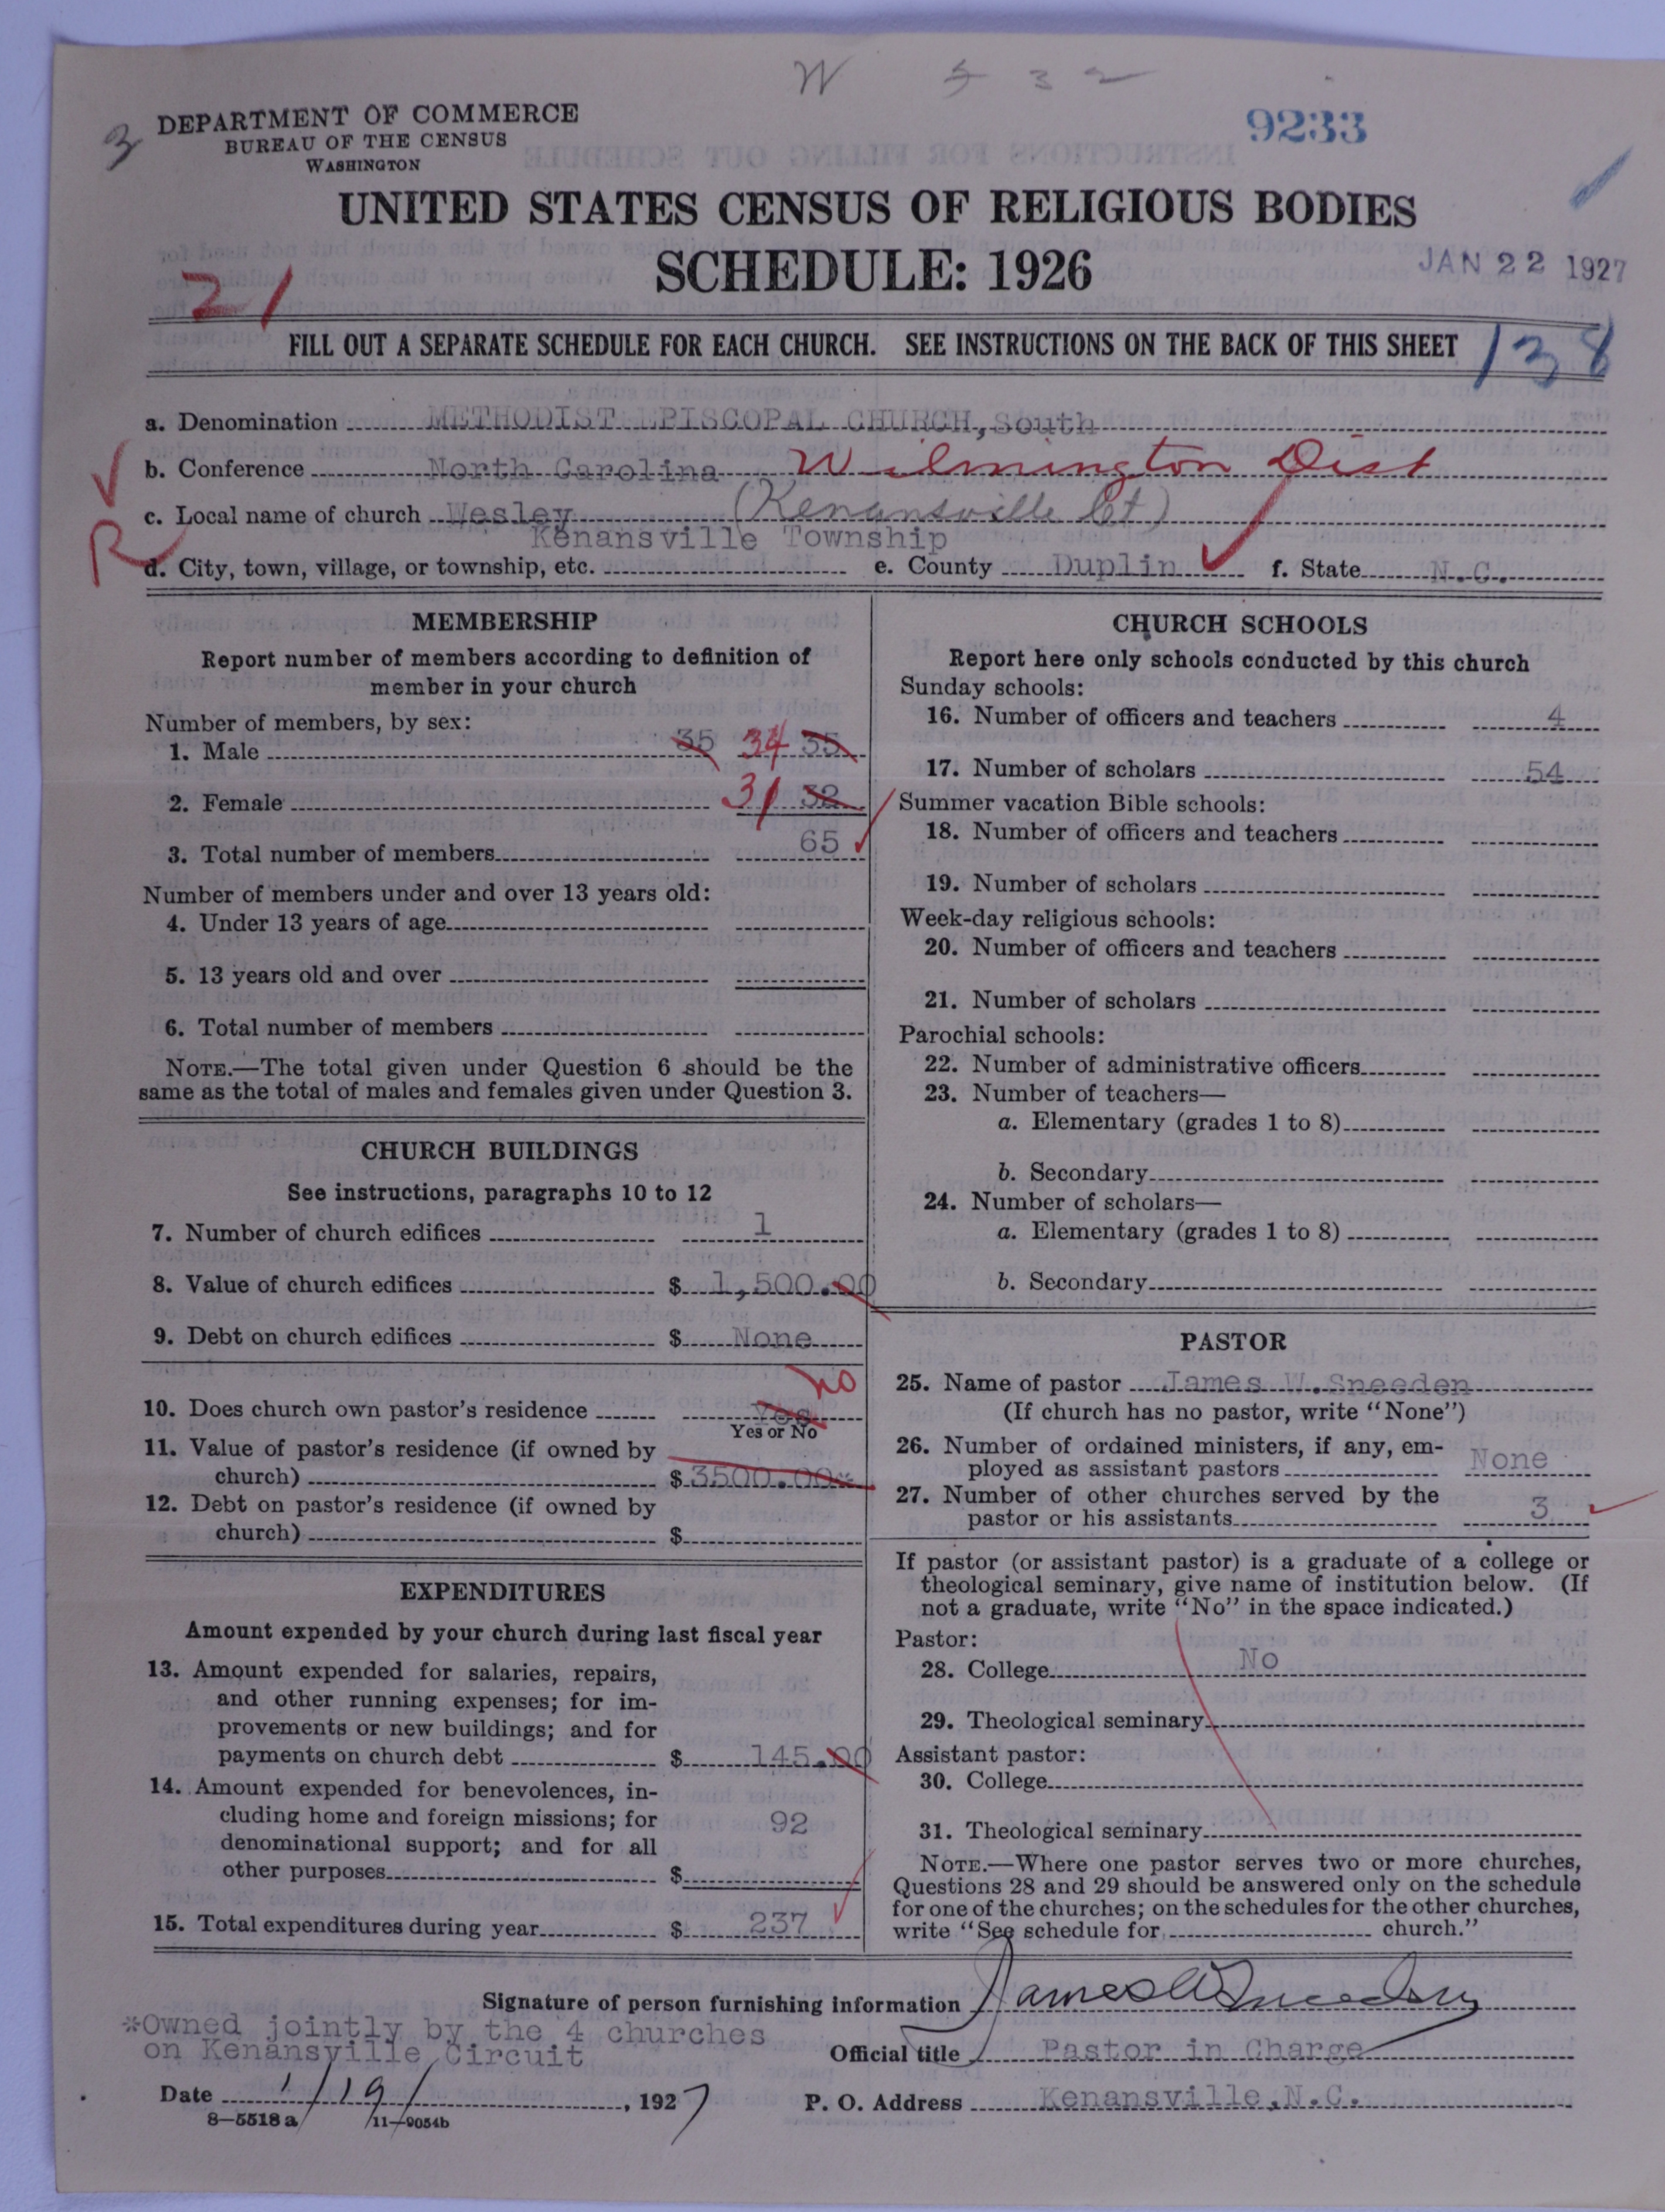 W 532
DEPARTMENT OF COMMERCE
BUREAU OF THE CENSUS
WASHINGTON
3
9233
UNITED STATES CENSUS OF RELIGIOUS BODIES
SCHEDULE: 1926
JAN 22 1927
21
FILL OUT A SEPARATE SCHEDULE FOR EACH CHURCH. SEE INSTRUCTIONS ON THE BACK OF THIS SHEET
138
a. Denomination METHODIST EPISCOPAL CHURCH, South
b. Conference North Carolina Wilmington Dist
c. Local name of church Wesley (Kenansville Ct)
R
Kenansville Township
d. City, town, village, or township, etc. e. County Duplin f. State N.C.
MEMBERSHIP
Report number of members according to definition of
member in your church
Number of members, by sex:
1. Male 35 34 35
2. Female 31 32
3. Total number of members 65
Number of members under and over 13 years old:
4. Under 13 years of age
5. 13 years old and over
6. Total number of members
NOTE.—The total given under Question 6 should be the
same as the total of males and females given under Question 3.
CHURCH BUILDINGS
See instructions, paragraphs 10 to 12
7. Number of church edifices 1
8. Value of church edifices $ 1,500.00
9. Debt on church edifices $ None
no
10. Does church own pastor's residence Yes
Yes or No
11. Value of pastor's residence (if owned by
church) $ 3500.00*
12. Debt on pastor's residence (if owned by
church) $
EXPENDITURES
Amount expended by your church during last fiscal year
13. Amount expended for salaries, repairs,
and other running expenses; for im-
provements or new buildings; and for
payments on church debt $ 145.00
14. Amount expended for benevolences, in-
cluding home and foreign missions; for 92
denominational support; and for all
other purposes $
15. Total expenditures during year $ 237
CHURCH SCHOOLS
Report here only schools conducted by this church
Sunday schools:
16. Number of officers and teachers 4
17. Number of scholars 54
Summer vacation Bible schools:
18. Number of officers and teachers
19. Number of scholars
Week-day religious schools:
20. Number of officers and teachers
21. Number of scholars
Parochial schools:
22. Number of administrative officers
23. Number of teachers—
a. Elementary (grades 1 to 8)
b. Secondary
24. Number of scholars—
a. Elementary (grades 1 to 8)
b. Secondary
PASTOR
25. Name of pastor James W. Sneeden
(If church has no pastor, write "None")
26. Number of ordained ministers, if any, em-
ployed as assistant pastors None
27. Number of other churches served by the
pastor or his assistants 3
If pastor (or assistant pastor) is a graduate of a college or
theological seminary, give name of institution below. (If
not a graduate, write "No" in the space indicated.)
Pastor:
28. College No
29. Theological seminary
Assistant pastor:
30. College
31. Theological seminary
NOTE.—Where one pastor serves two or more churches,
Questions 28 and 29 should be answered only on the schedule
for one of the churches; on the schedules for the other churches,
write "See schedule for church."
Signature of person furnishing information James W Sneeden
*Owned jointly by the 4 churches
on Kenansville Circuit
Official title Pastor in Charge
Date 1/19/, 1927
P. O. Address Kenansville, N.C.
8—5518 a 11—9054b